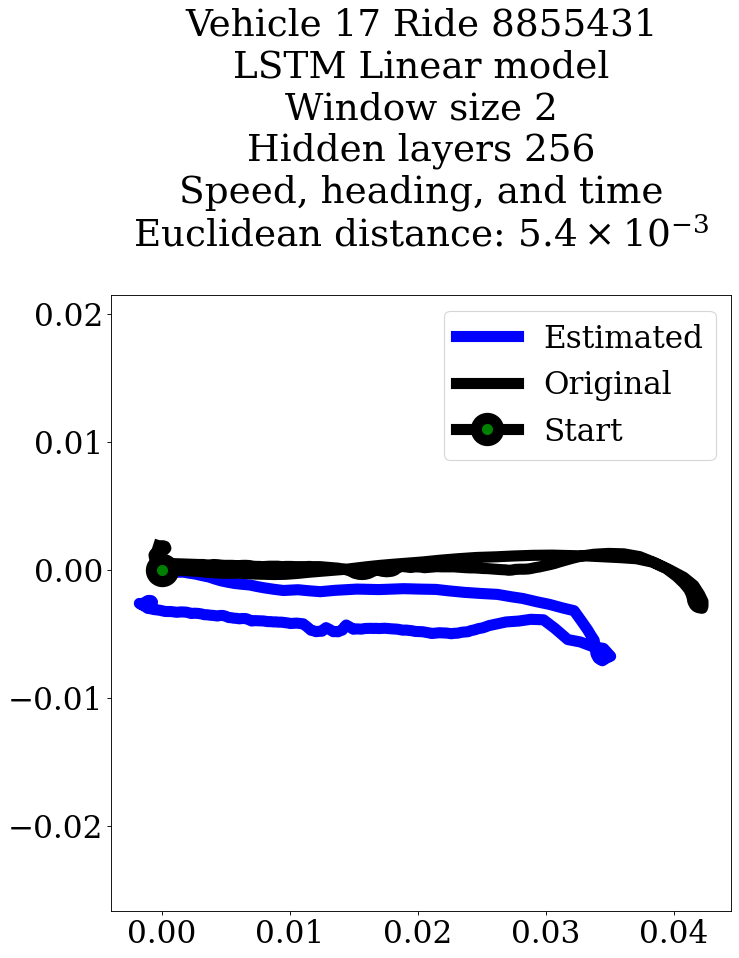 Vehicle 17 Ride 8855431
LSTM Linear model
Window size 2
Hidden layers 256
Speed, heading, and time
Euclidean distance: 5.4 × 10⁻³
Estimated
Original
Start
0.02
0.01
0.00
−0.01
−0.02
0.00 0.01 0.02 0.03 0.04